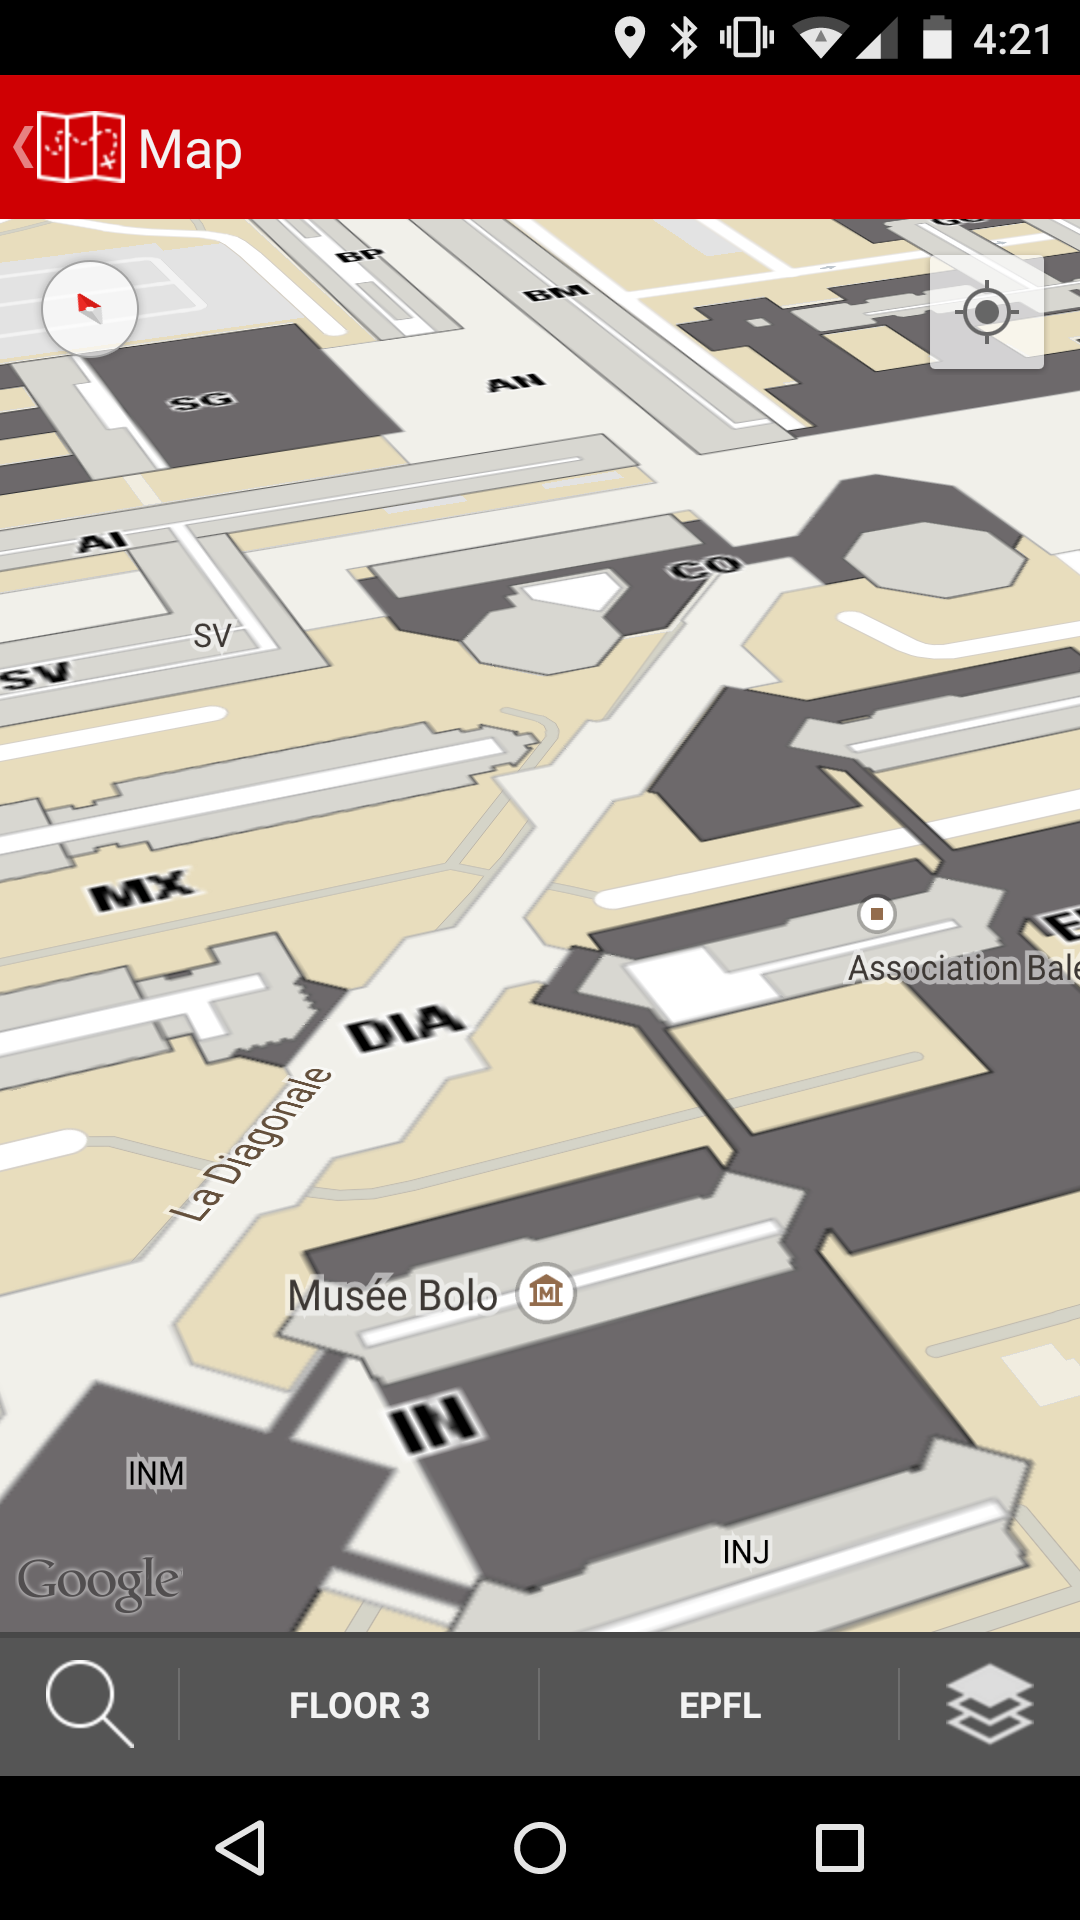 4:21
Map
BP
BM
SG
AN
AI
CO
SV
SV
MX
Association Bale
DIA
La Diagonale
Musée Bolo
M
IN
INM
INJ
Google
FLOOR 3
EPFL